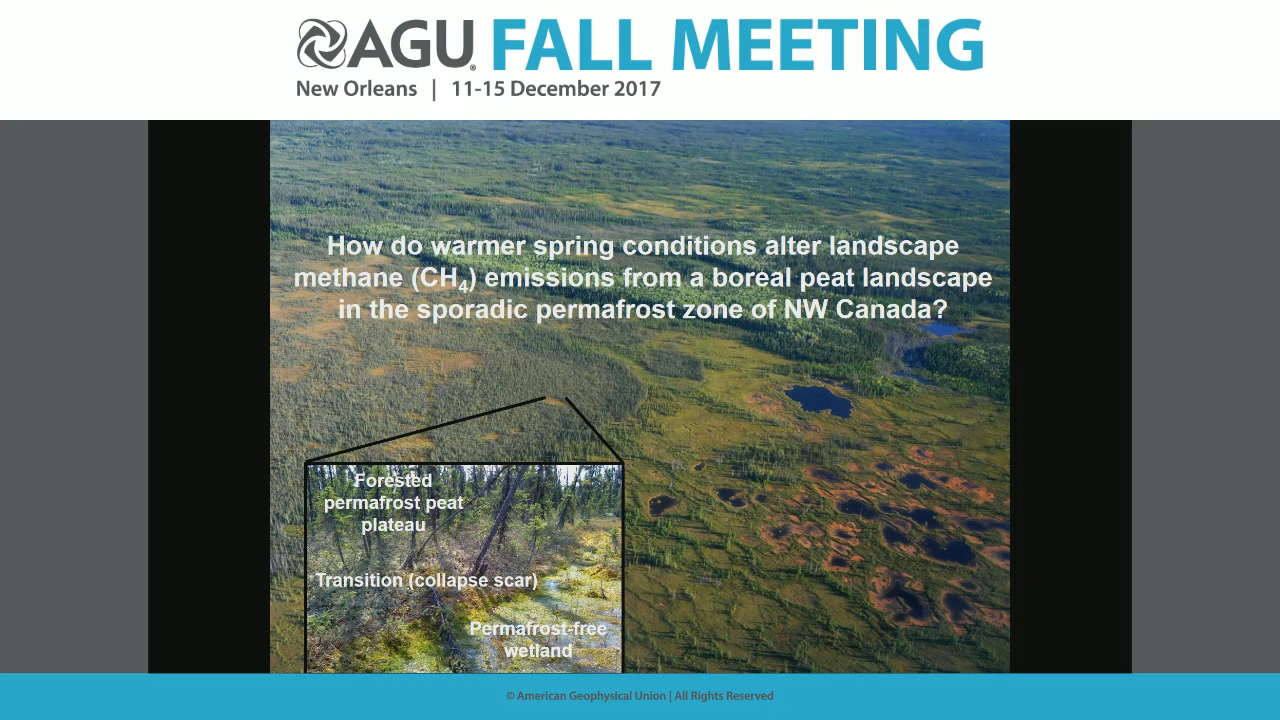 AGU FALL MEETING
New Orleans | 11-15 December 2017
How do warmer spring conditions alter landscape
methane (CH₄) emissions from a boreal peat landscape
in the sporadic permafrost zone of NW Canada?
Forested
permafrost peat
plateau
Transition (collapse scar)
Permafrost-free
wetland
© American Geophysical Union | All Rights Reserved